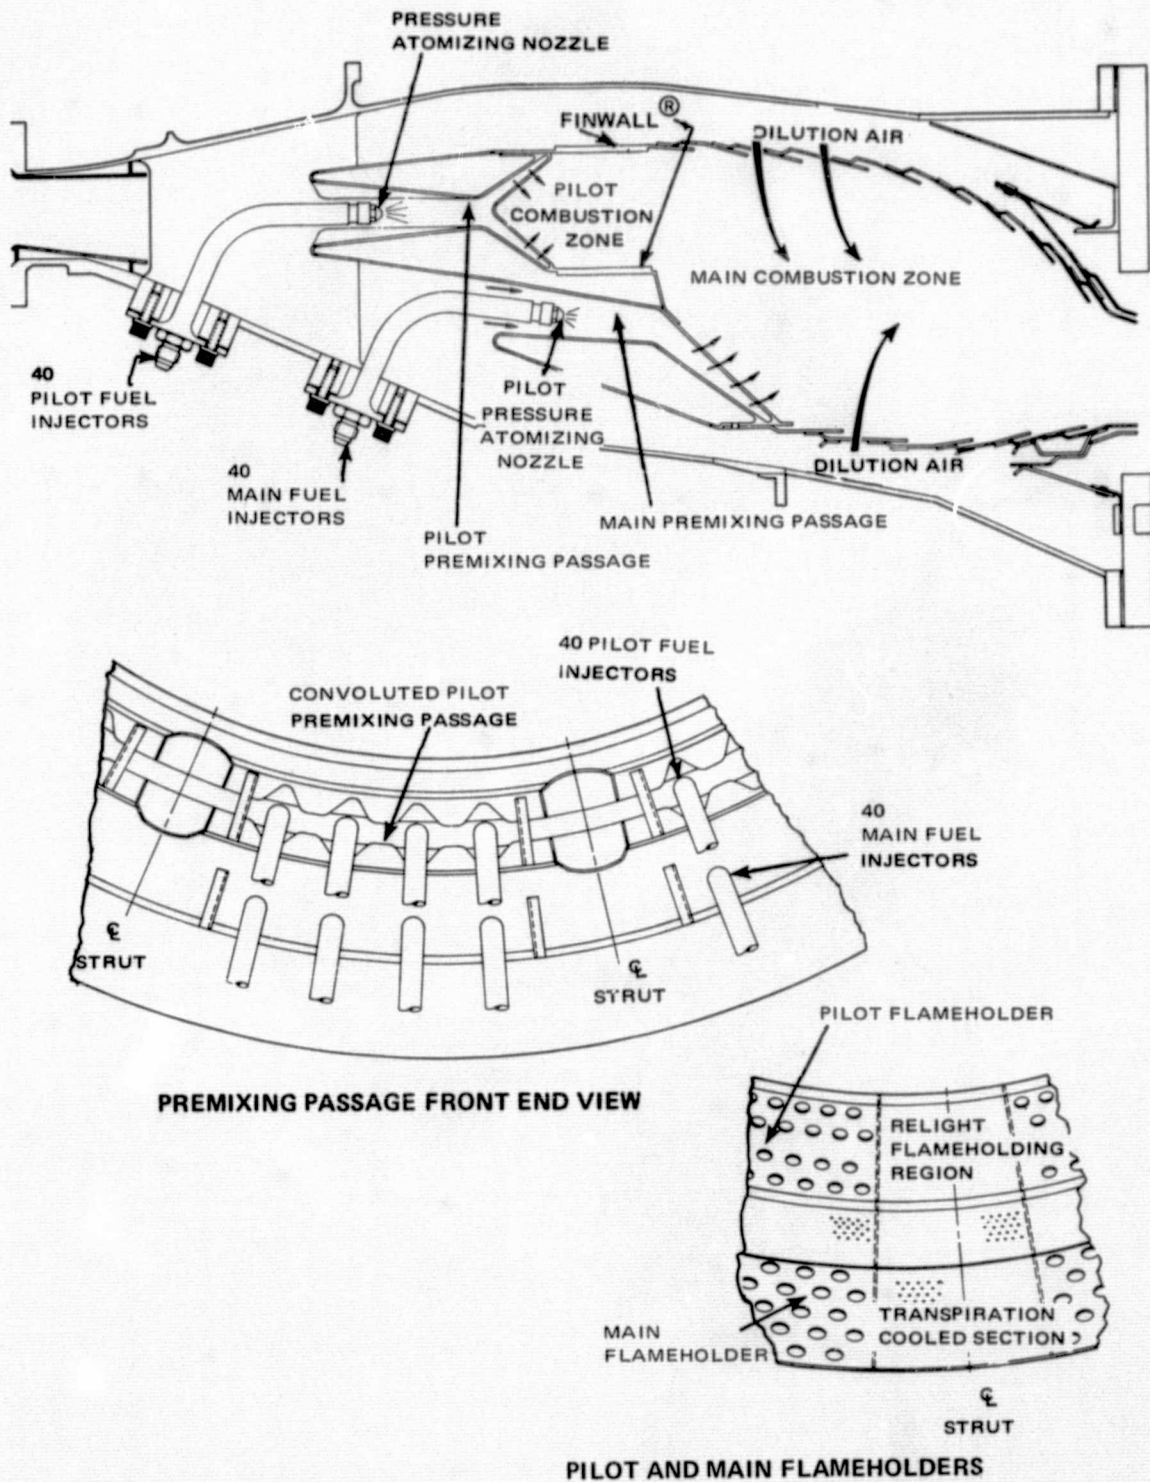 PRESSURE
ATOMIZING NOZZLE
FINWALL ®
DILUTION AIR
PILOT
COMBUSTION
ZONE
MAIN COMBUSTION ZONE
40
PILOT FUEL
INJECTORS
PILOT
PRESSURE
ATOMIZING
NOZZLE
40
MAIN FUEL
INJECTORS
DILUTION AIR
MAIN PREMIXING PASSAGE
PILOT
PREMIXING PASSAGE
40 PILOT FUEL
INJECTORS
CONVOLUTED PILOT
PREMIXING PASSAGE
40
MAIN FUEL
INJECTORS
℄
STRUT
℄
STRUT
PREMIXING PASSAGE FRONT END VIEW
PILOT FLAMEHOLDER
RELIGHT
FLAMEHOLDING
REGION
TRANSPIRATION
COOLED SECTION
MAIN
FLAMEHOLDER
℄
STRUT
PILOT AND MAIN FLAMEHOLDERS